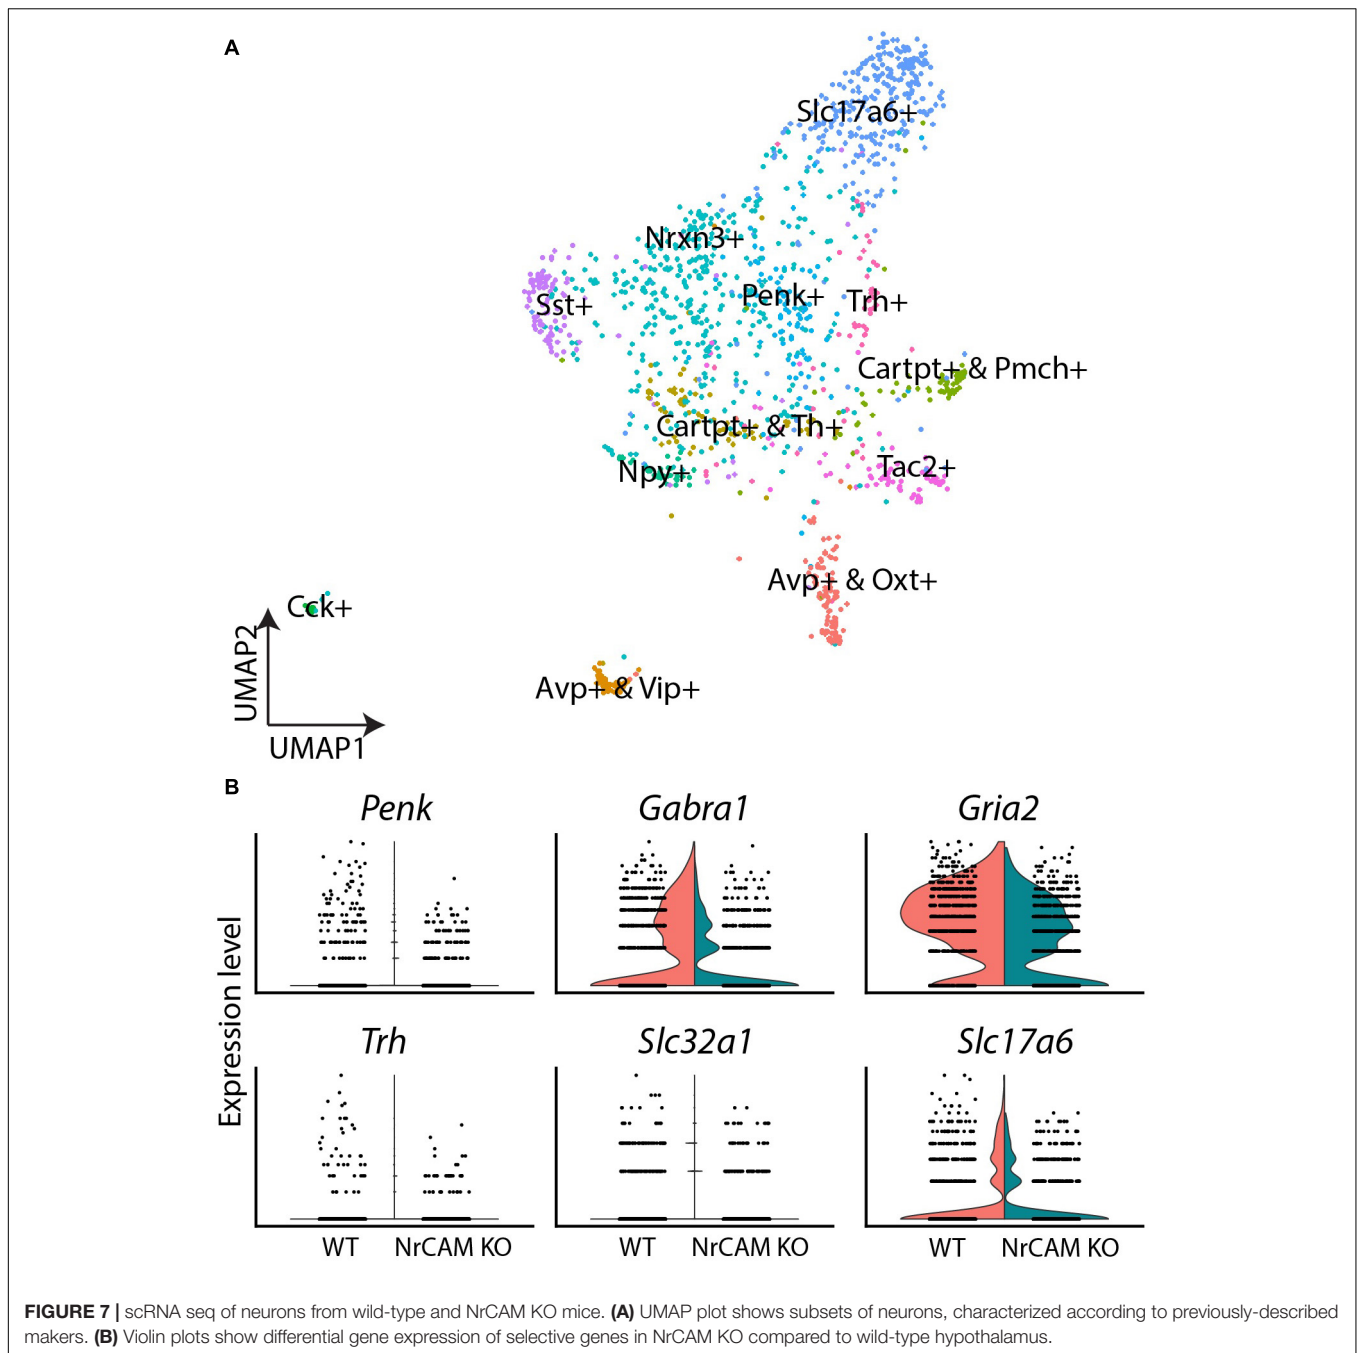 A
Slc17a6+
Nrxn3+
Sst+
Penk+
Trh+
Cartpt+ & Pmch+
Cartpt+ & Th+
Npy+
Tac2+
Avp+ & Oxt+
Cck+
Avp+ & Vip+
UMAP2
UMAP1
B
Penk
Gabra1
Gria2
Expression level
Trh
Slc32a1
Slc17a6
WT
NrCAM KO
WT
NrCAM KO
WT
NrCAM KO
FIGURE 7 | scRNA seq of neurons from wild-type and NrCAM KO mice. (A) UMAP plot shows subsets of neurons, characterized according to previously-described
makers. (B) Violin plots show differential gene expression of selective genes in NrCAM KO compared to wild-type hypothalamus.